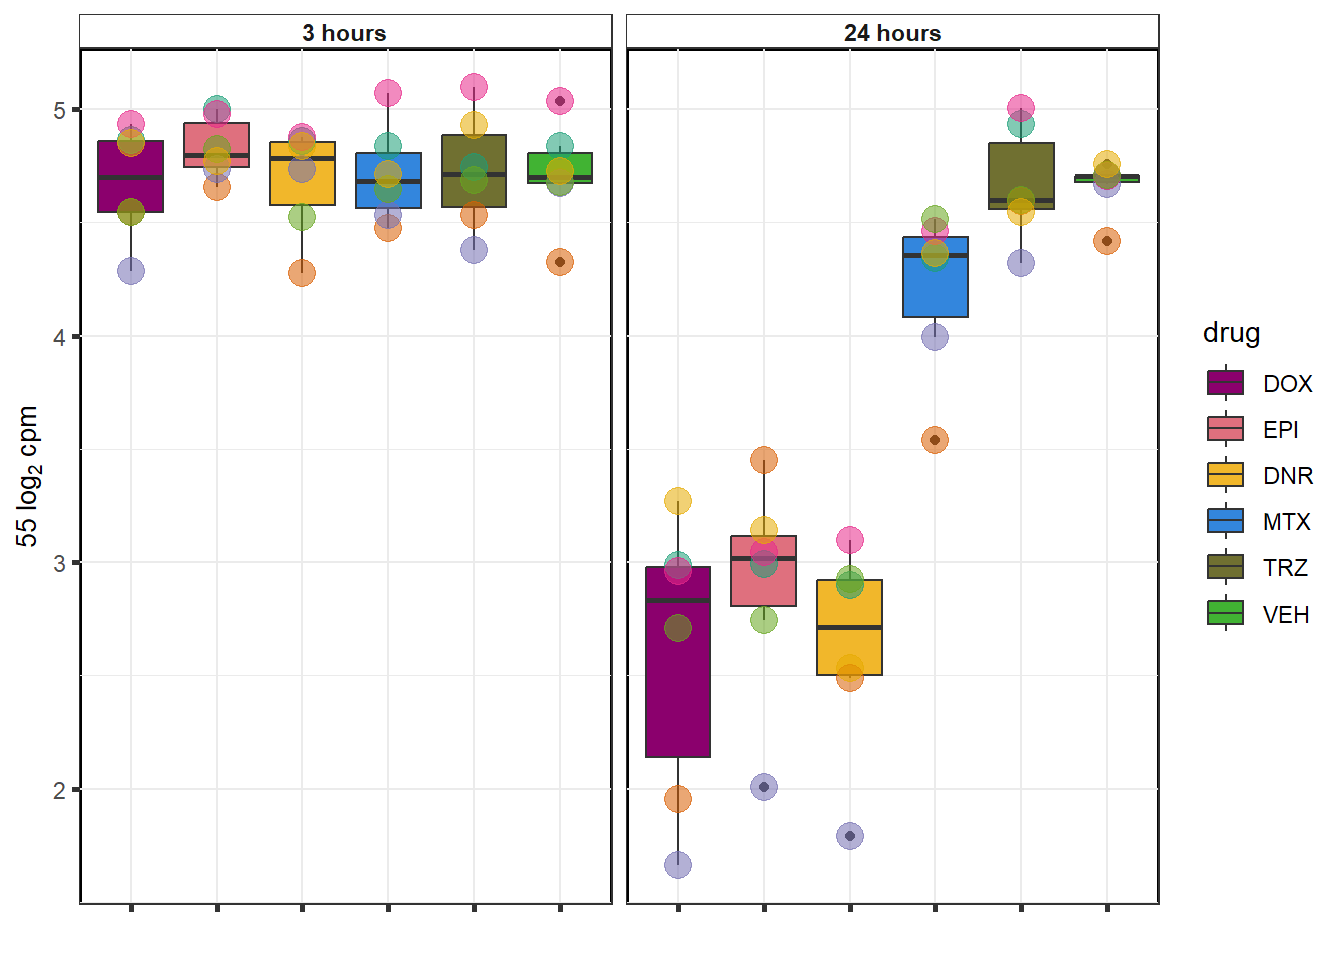 3 hours
24 hours
5
4
3
2
55 log₂ cpm
drug
DOX
EPI
DNR
MTX
TRZ
VEH